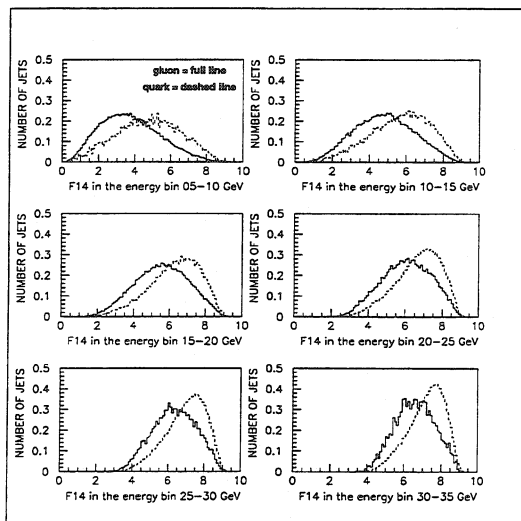 NUMBER OF JETS
0.5
0.4
0.3
0.2
0.1
0
gluon = full line
quark = dashed line
0 2 4 6 8 10
F14 in the energy bin 05-10 GeV
NUMBER OF JETS
0.5
0.4
0.3
0.2
0.1
0
0 2 4 6 8 10
F14 in the energy bin 10-15 GeV
NUMBER OF JETS
0.5
0.4
0.3
0.2
0.1
0
0 2 4 6 8 10
F14 in the energy bin 15-20 GeV
NUMBER OF JETS
0.5
0.4
0.3
0.2
0.1
0
0 2 4 6 8 10
F14 in the energy bin 20-25 GeV
NUMBER OF JETS
0.5
0.4
0.3
0.2
0.1
0
0 2 4 6 8 10
F14 in the energy bin 25-30 GeV
NUMBER OF JETS
0.5
0.4
0.3
0.2
0.1
0
0 2 4 6 8 10
F14 in the energy bin 30-35 GeV